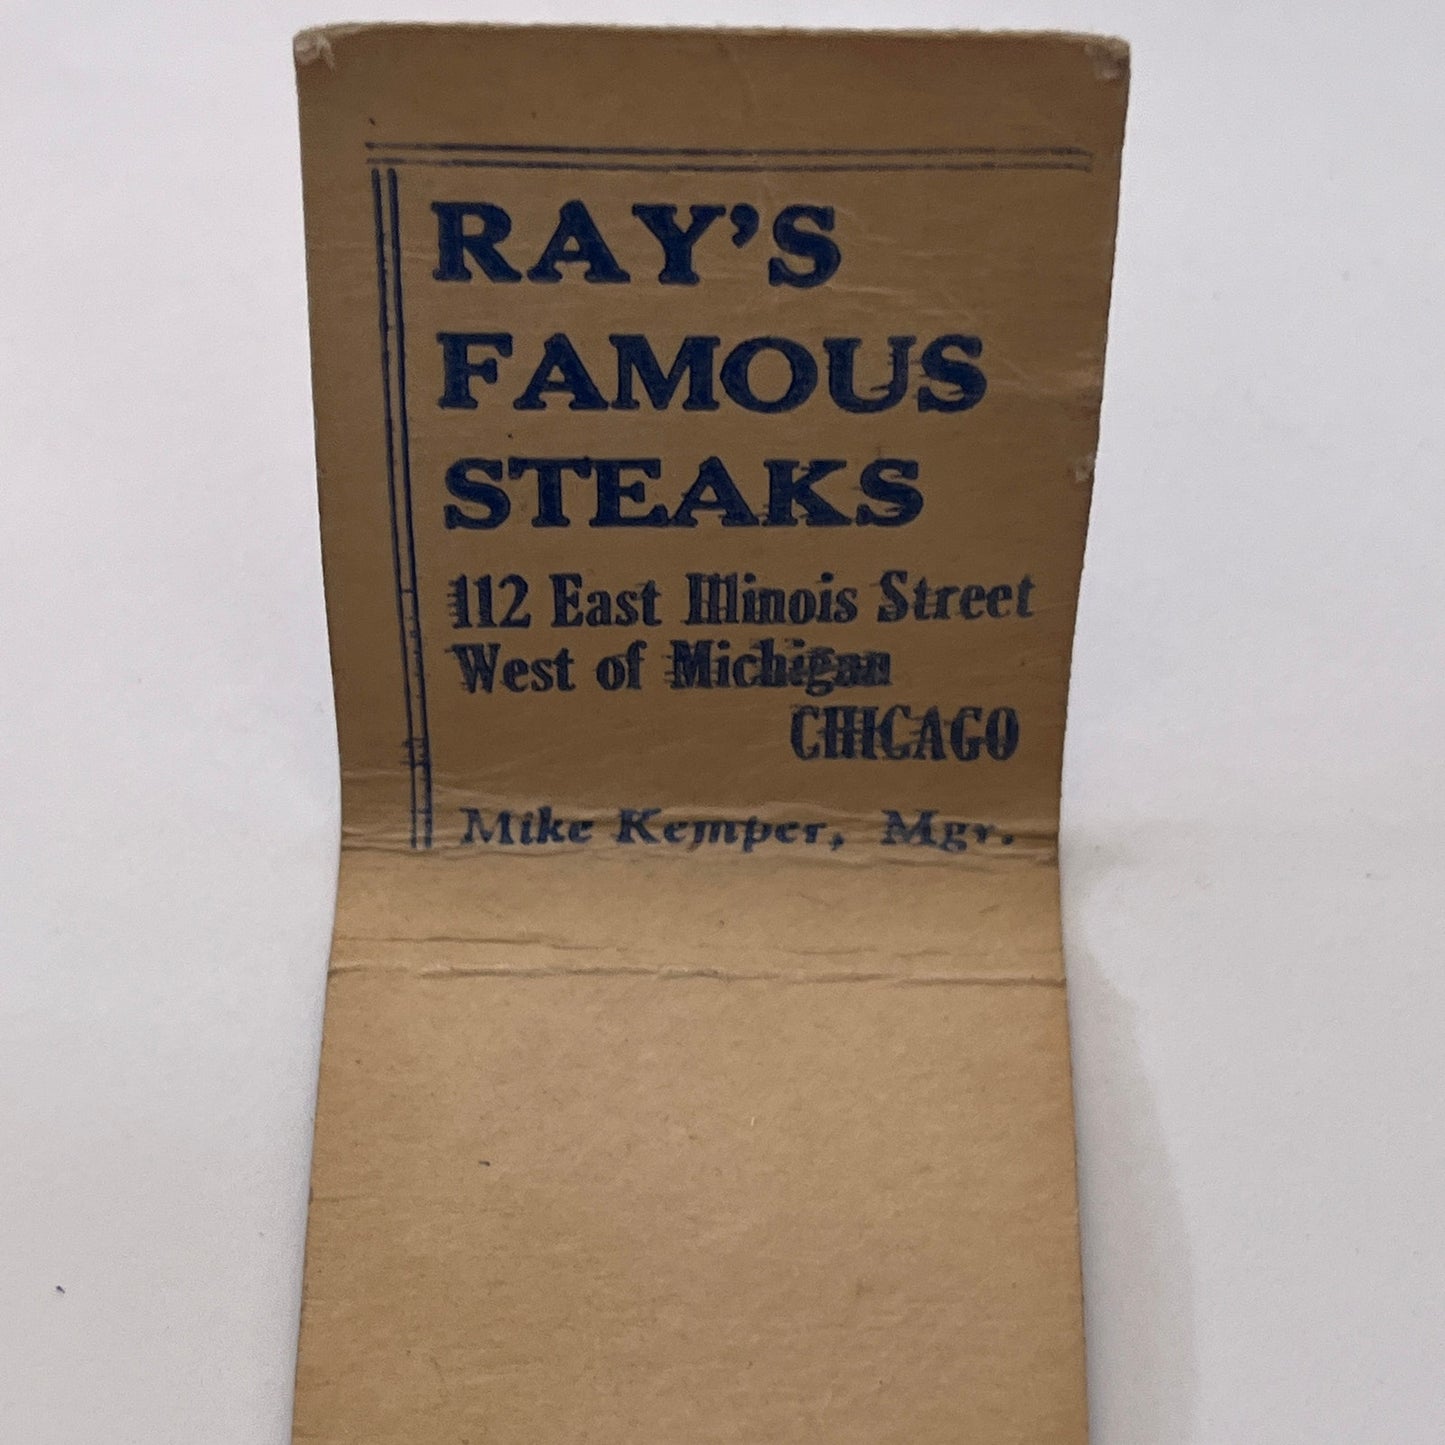 RAY'S
FAMOUS
STEAKS
112 East Illinois Street
West of Michigan
CHICAGO
Mike Kemper, Mgr.